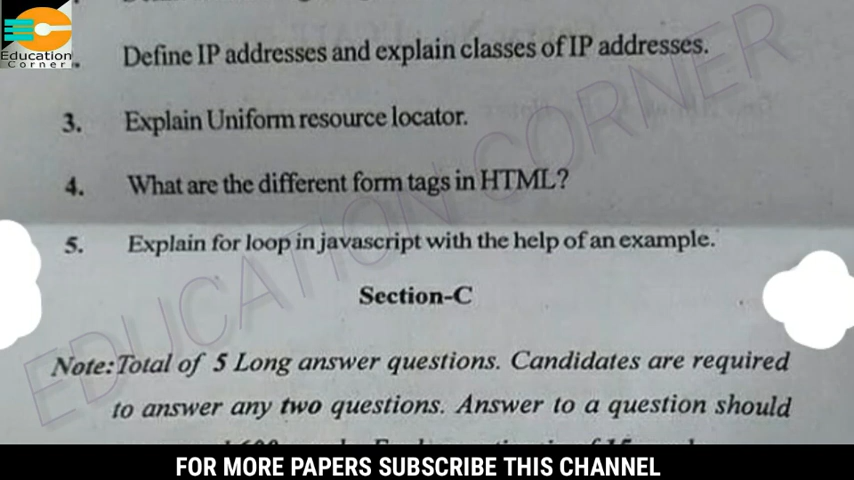 Education
Corner
Define IP addresses and explain classes of IP addresses.
3. Explain Uniform resource locator.
4. What are the different form tags in HTML?
5. Explain for loop in javascript with the help of an example.
Section-C
Note: Total of 5 Long answer questions. Candidates are required
to answer any two questions. Answer to a question should
EDUCATION CORNER
FOR MORE PAPERS SUBSCRIBE THIS CHANNEL